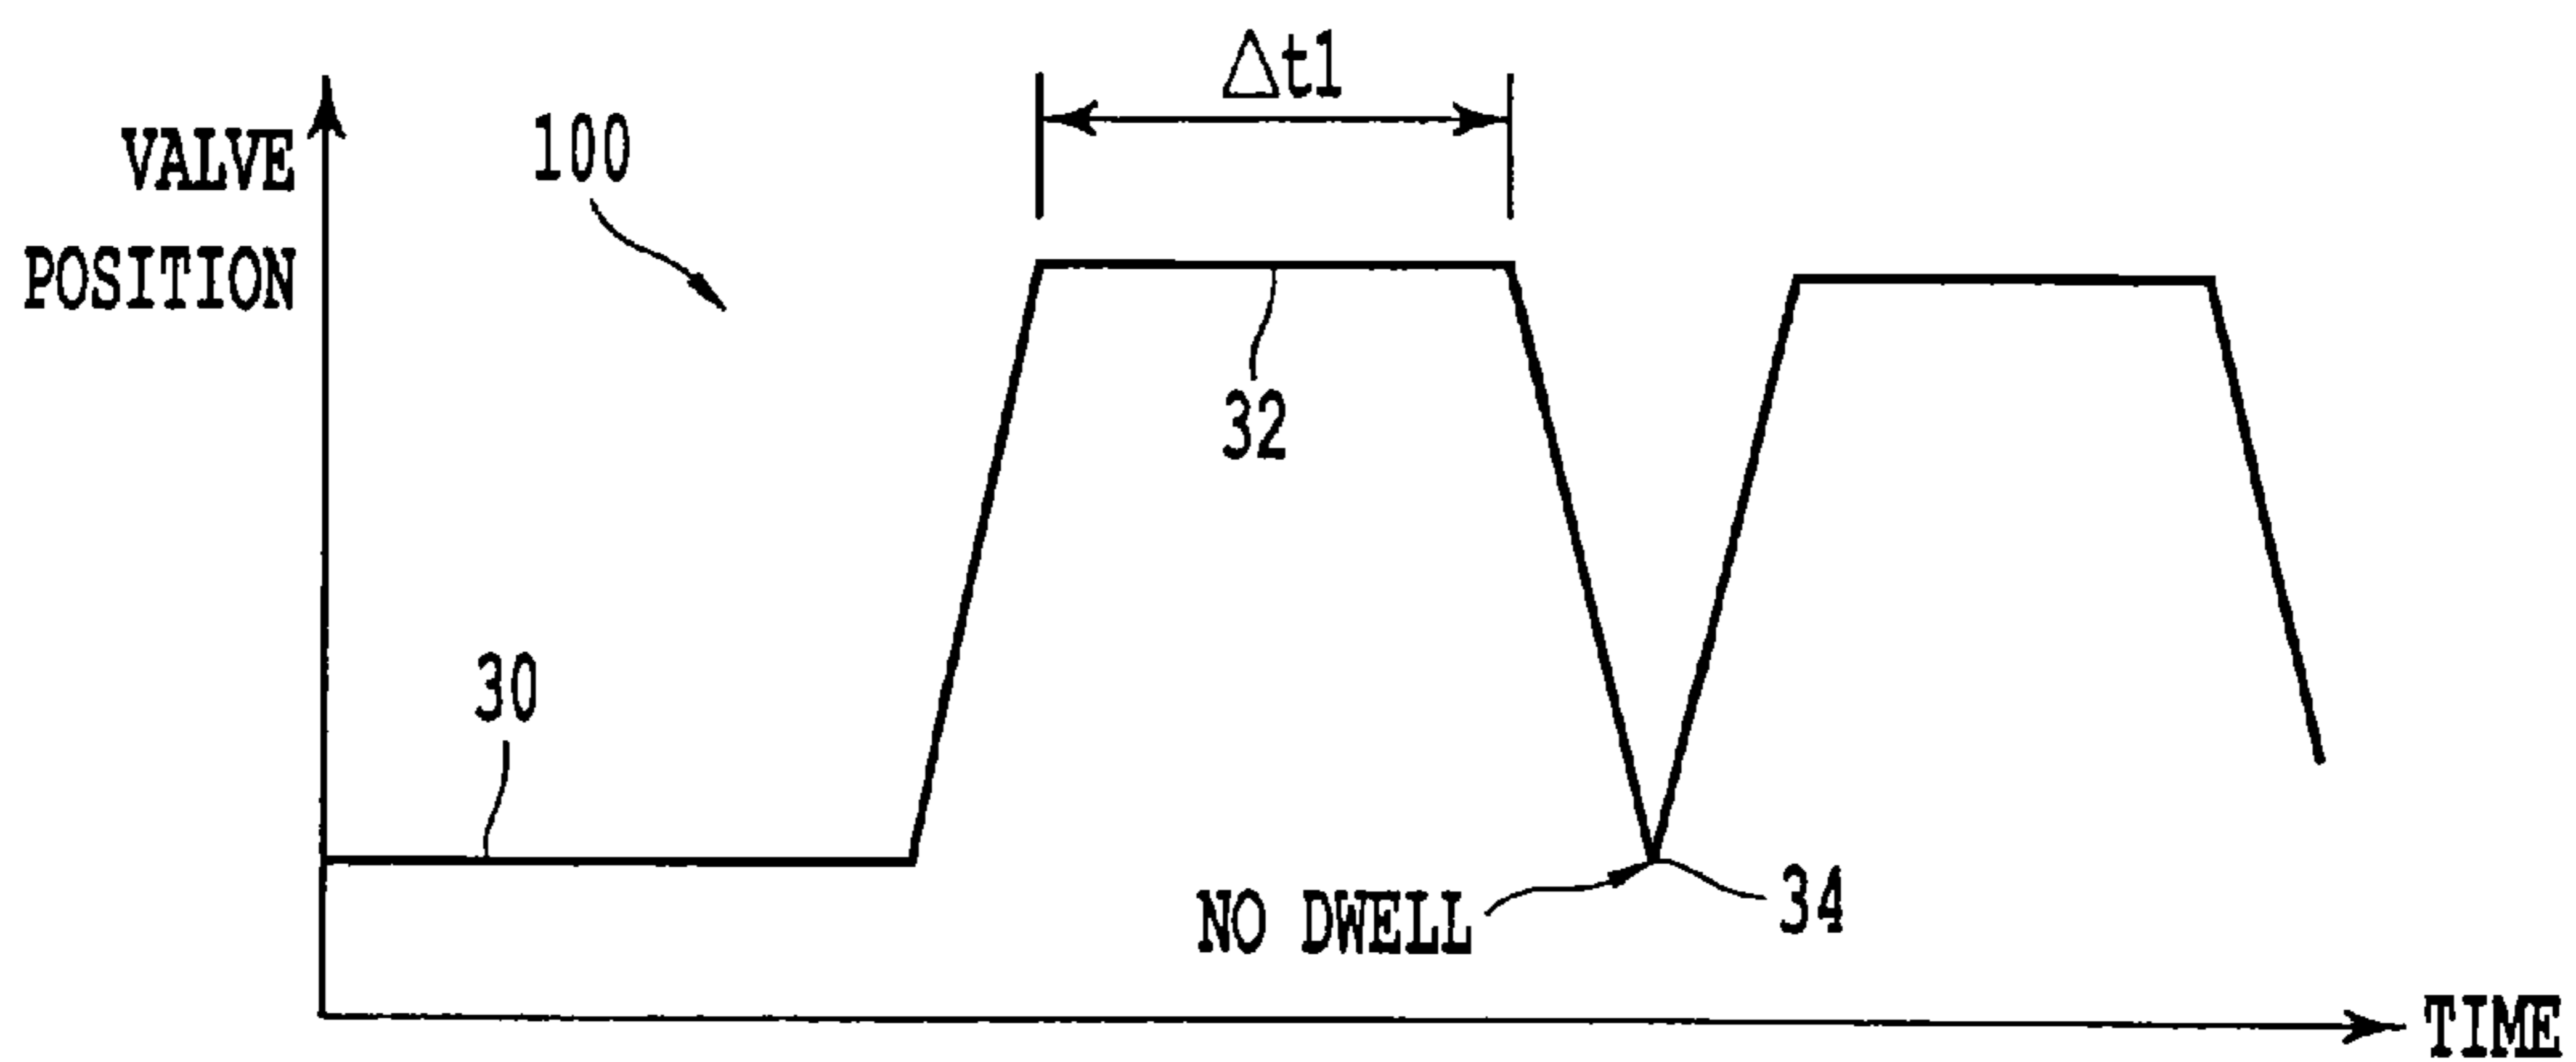 Δt1
100
VALVE
POSITION
32
30
NO DWELL
34
TIME